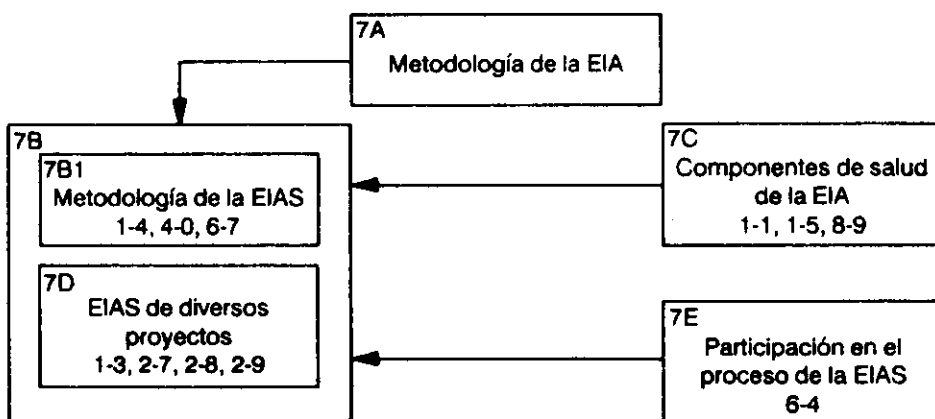 7A
Metodología de la EIA
7B
7B1
Metodología de la EIAS
1-4, 4-0, 6-7
7C
Componentes de salud
de la EIA
1-1, 1-5, 8-9
7D
EIAS de diversos
proyectos
1-3, 2-7, 2-8, 2-9
7E
Participación en el
proceso de la EIAS
6-4